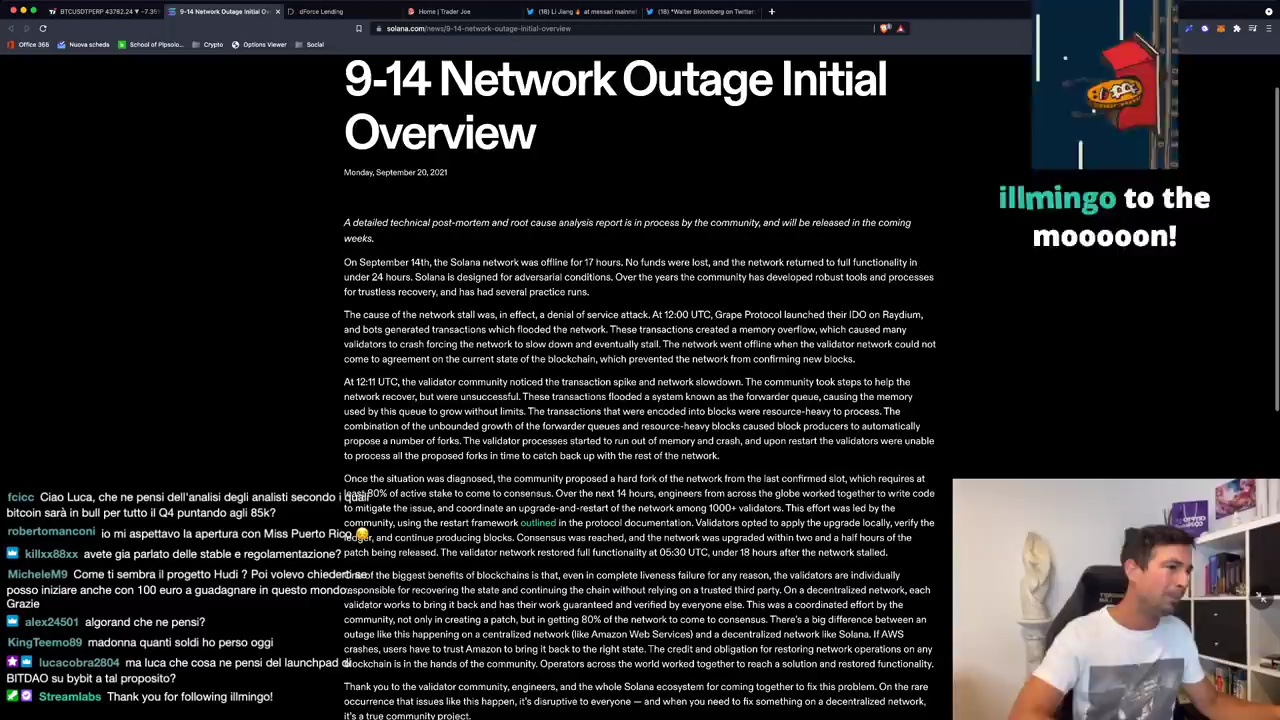 BTCUSDTPERP 43782.24 ▼ −7.35%
9-14 Network Outage Initial Ov
dForce Lending
Home | Trader Joe
(18) Li Jiang 🔥 at messari mainne
(18) *Walter Bloomberg on Twitter:
solana.com/news/9-14-network-outage-initial-overview
Office 365
Nuova scheda
School of Pipsolo...
Crypto
Options Viewer
Social
9-14 Network Outage Initial
Overview
Monday, September 20, 2021
A detailed technical post-mortem and root cause analysis report is in process by the community, and will be released in the coming
weeks.
On September 14th, the Solana network was offline for 17 hours. No funds were lost, and the network returned to full functionality in
under 24 hours. Solana is designed for adversarial conditions. Over the years the community has developed robust tools and processes
for trustless recovery, and has had several practice runs.
The cause of the network stall was, in effect, a denial of service attack. At 12:00 UTC, Grape Protocol launched their IDO on Raydium,
and bots generated transactions which flooded the network. These transactions created a memory overflow, which caused many
validators to crash forcing the network to slow down and eventually stall. The network went offline when the validator network could not
come to agreement on the current state of the blockchain, which prevented the network from confirming new blocks.
At 12:11 UTC, the validator community noticed the transaction spike and network slowdown. The community took steps to help the
network recover, but were unsuccessful. These transactions flooded a system known as the forwarder queue, causing the memory
used by this queue to grow without limits. The transactions that were encoded into blocks were resource-heavy to process. The
combination of the unbounded growth of the forwarder queues and resource-heavy blocks caused block producers to automatically
propose a number of forks. The validator processes started to run out of memory and crash, and upon restart the validators were unable
to process all the proposed forks in time to catch back up with the rest of the network.
Once the situation was diagnosed, the community proposed a hard fork of the network from the last confirmed slot, which requires at
least 80% of active stake to come to consensus. Over the next 14 hours, engineers from across the globe worked together to write code
to mitigate the issue, and coordinate an upgrade-and-restart of the network among 1000+ validators. This effort was led by the
community, using the restart framework outlined in the protocol documentation. Validators opted to apply the upgrade locally, verify the
ledger, and continue producing blocks. Consensus was reached, and the network was upgraded within two and a half hours of the
patch being released. The validator network restored full functionality at 05:30 UTC, under 18 hours after the network stalled.
One of the biggest benefits of blockchains is that, even in complete liveness failure for any reason, the validators are individually
responsible for recovering the state and continuing the chain without relying on a trusted third party. On a decentralized network, each
validator works to bring it back and has their work guaranteed and verified by everyone else. This was a coordinated effort by the
community, not only in creating a patch, but in getting 80% of the network to come to consensus. There's a big difference between an
outage like this happening on a centralized network (like Amazon Web Services) and a decentralized network like Solana. If AWS
crashes, users have to trust Amazon to bring it back to the right state. The credit and obligation for restoring network operations on any
blockchain is in the hands of the community. Operators across the world worked together to reach a solution and restored functionality.
Thank you to the validator community, engineers, and the whole Solana ecosystem for coming together to fix this problem. On the rare
occurrence that issues like this happen, it's disruptive to everyone — and when you need to fix something on a decentralized network,
it's a true community project.
fcicc Ciao Luca, che ne pensi dell'analisi degli analisti secondo i quali
bitcoin sarà in bull per tutto il Q4 puntando agli 85k?
robertomanconi io mi aspettavo la apertura con Miss Puerto Rico
killxx88xx avete gia parlato delle stable e regolamentazione?
MicheleM9 Come ti sembra il progetto Hudi ? Poi volevo chiederti se
posso iniziare anche con 100 euro a guadagnare in questo mondo.
Grazie
alex24501 algorand che ne pensi?
KingTeemo89 madonna quanti soldi ho perso oggi
lucacobra2804 ma luca che cosa ne pensi del launchpad di
BITDAO su bybit a tal proposito?
Streamlabs Thank you for following illmingo!
illmingo to the
mooooon!